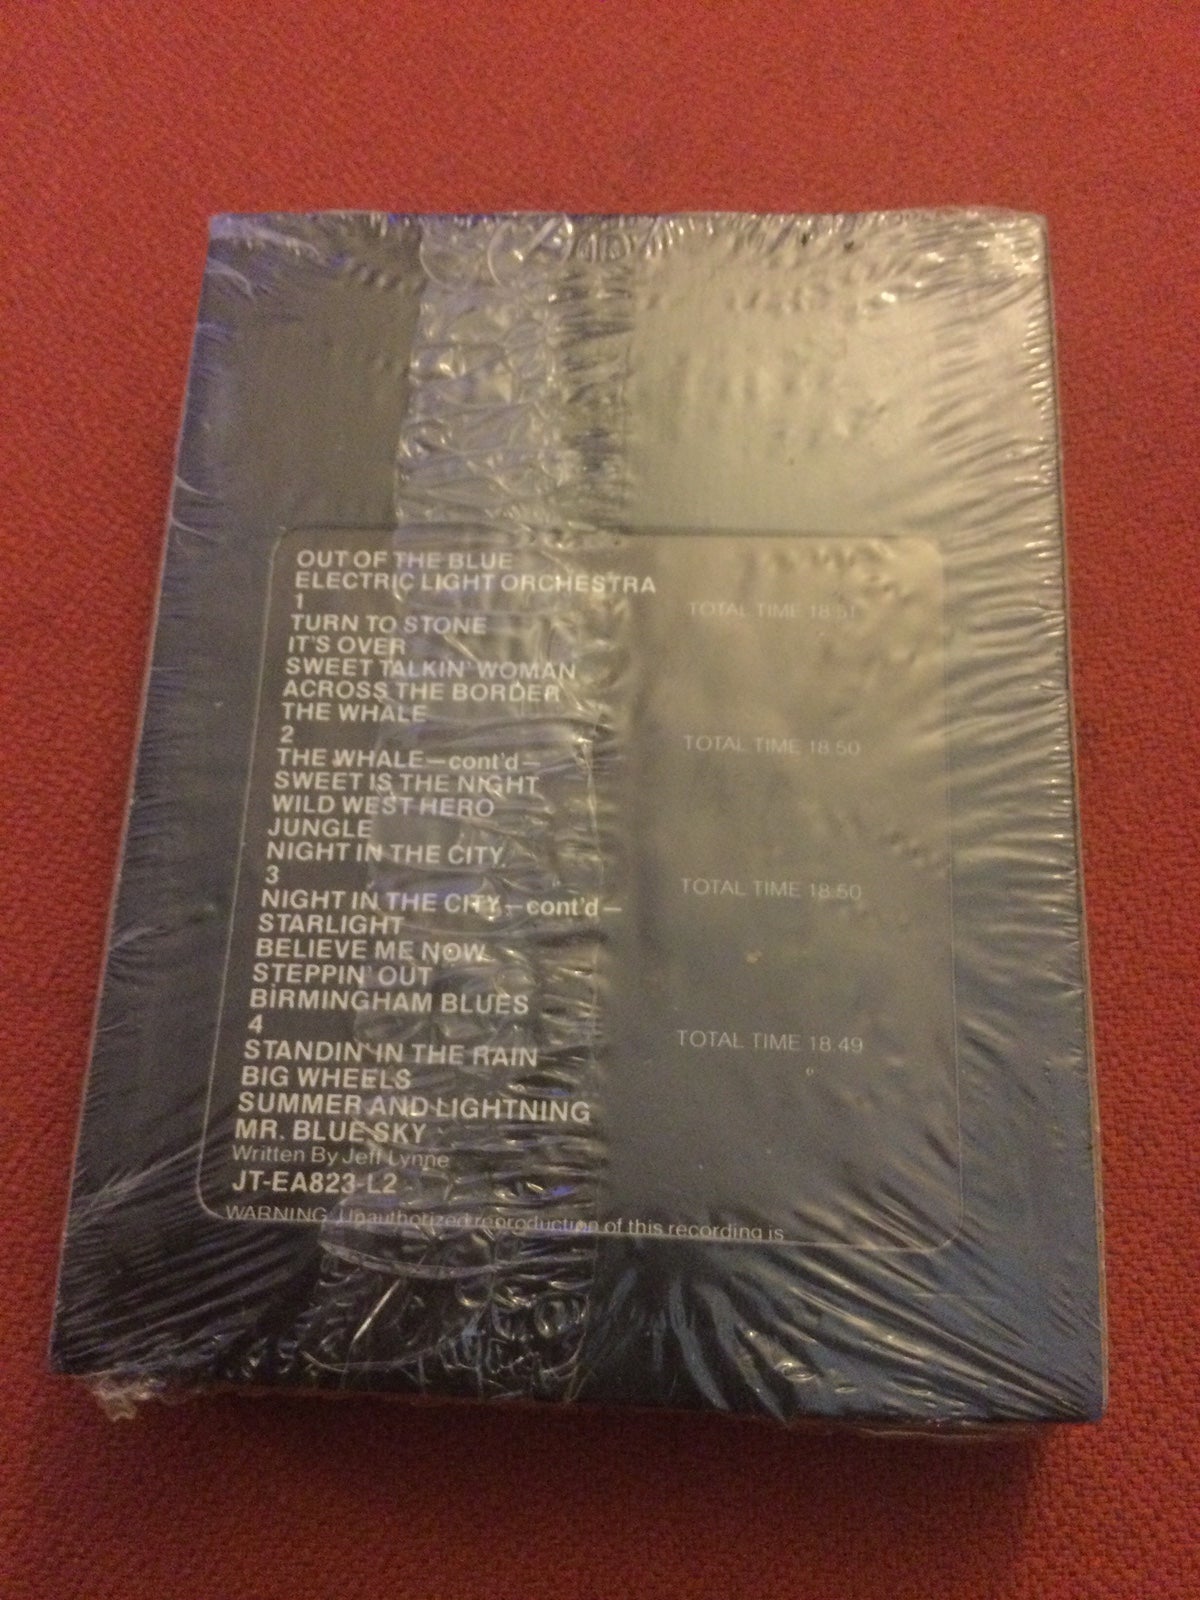 OUT OF THE BLUE
ELECTRIC LIGHT ORCHESTRA
1 TOTAL TIME 18.51
TURN TO STONE
IT'S OVER
SWEET TALKIN' WOMAN
ACROSS THE BORDER
THE WHALE
2 TOTAL TIME 18.50
THE WHALE—cont'd—
SWEET IS THE NIGHT
WILD WEST HERO
JUNGLE
NIGHT IN THE CITY
3 TOTAL TIME 18.50
NIGHT IN THE CITY—cont'd—
STARLIGHT
BELIEVE ME NOW
STEPPIN' OUT
BIRMINGHAM BLUES
4 TOTAL TIME 18.49
STANDIN' IN THE RAIN
BIG WHEELS
SUMMER AND LIGHTNING
MR. BLUE SKY
Written By Jeff Lynne
JT-EA823-L2
WARNING: Unauthorized reproduction of this recording is